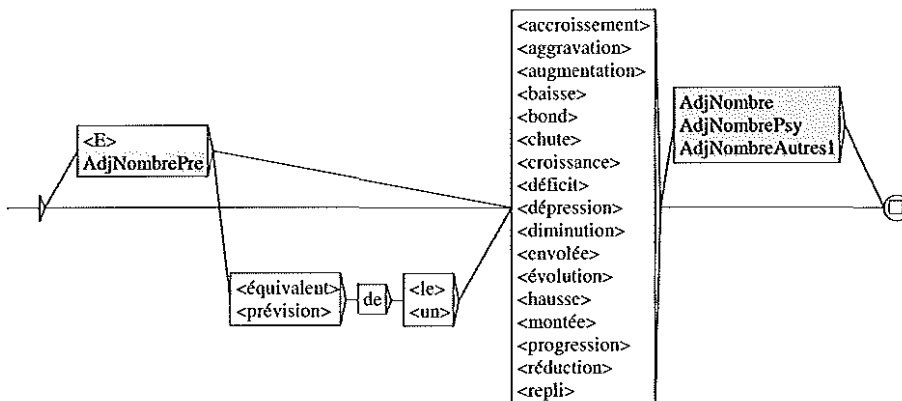 <E>
AdjNombrePre
<équivalent>
<prévision>
de
<le>
<un>
<accroissement>
<aggravation>
<augmentation>
<baisse>
<bond>
<chute>
<croissance>
<déficit>
<dépression>
<diminution>
<envolée>
<évolution>
<hausse>
<montée>
<progression>
<réduction>
<repli>
AdjNombre
AdjNombrePsy
AdjNombreAutres1